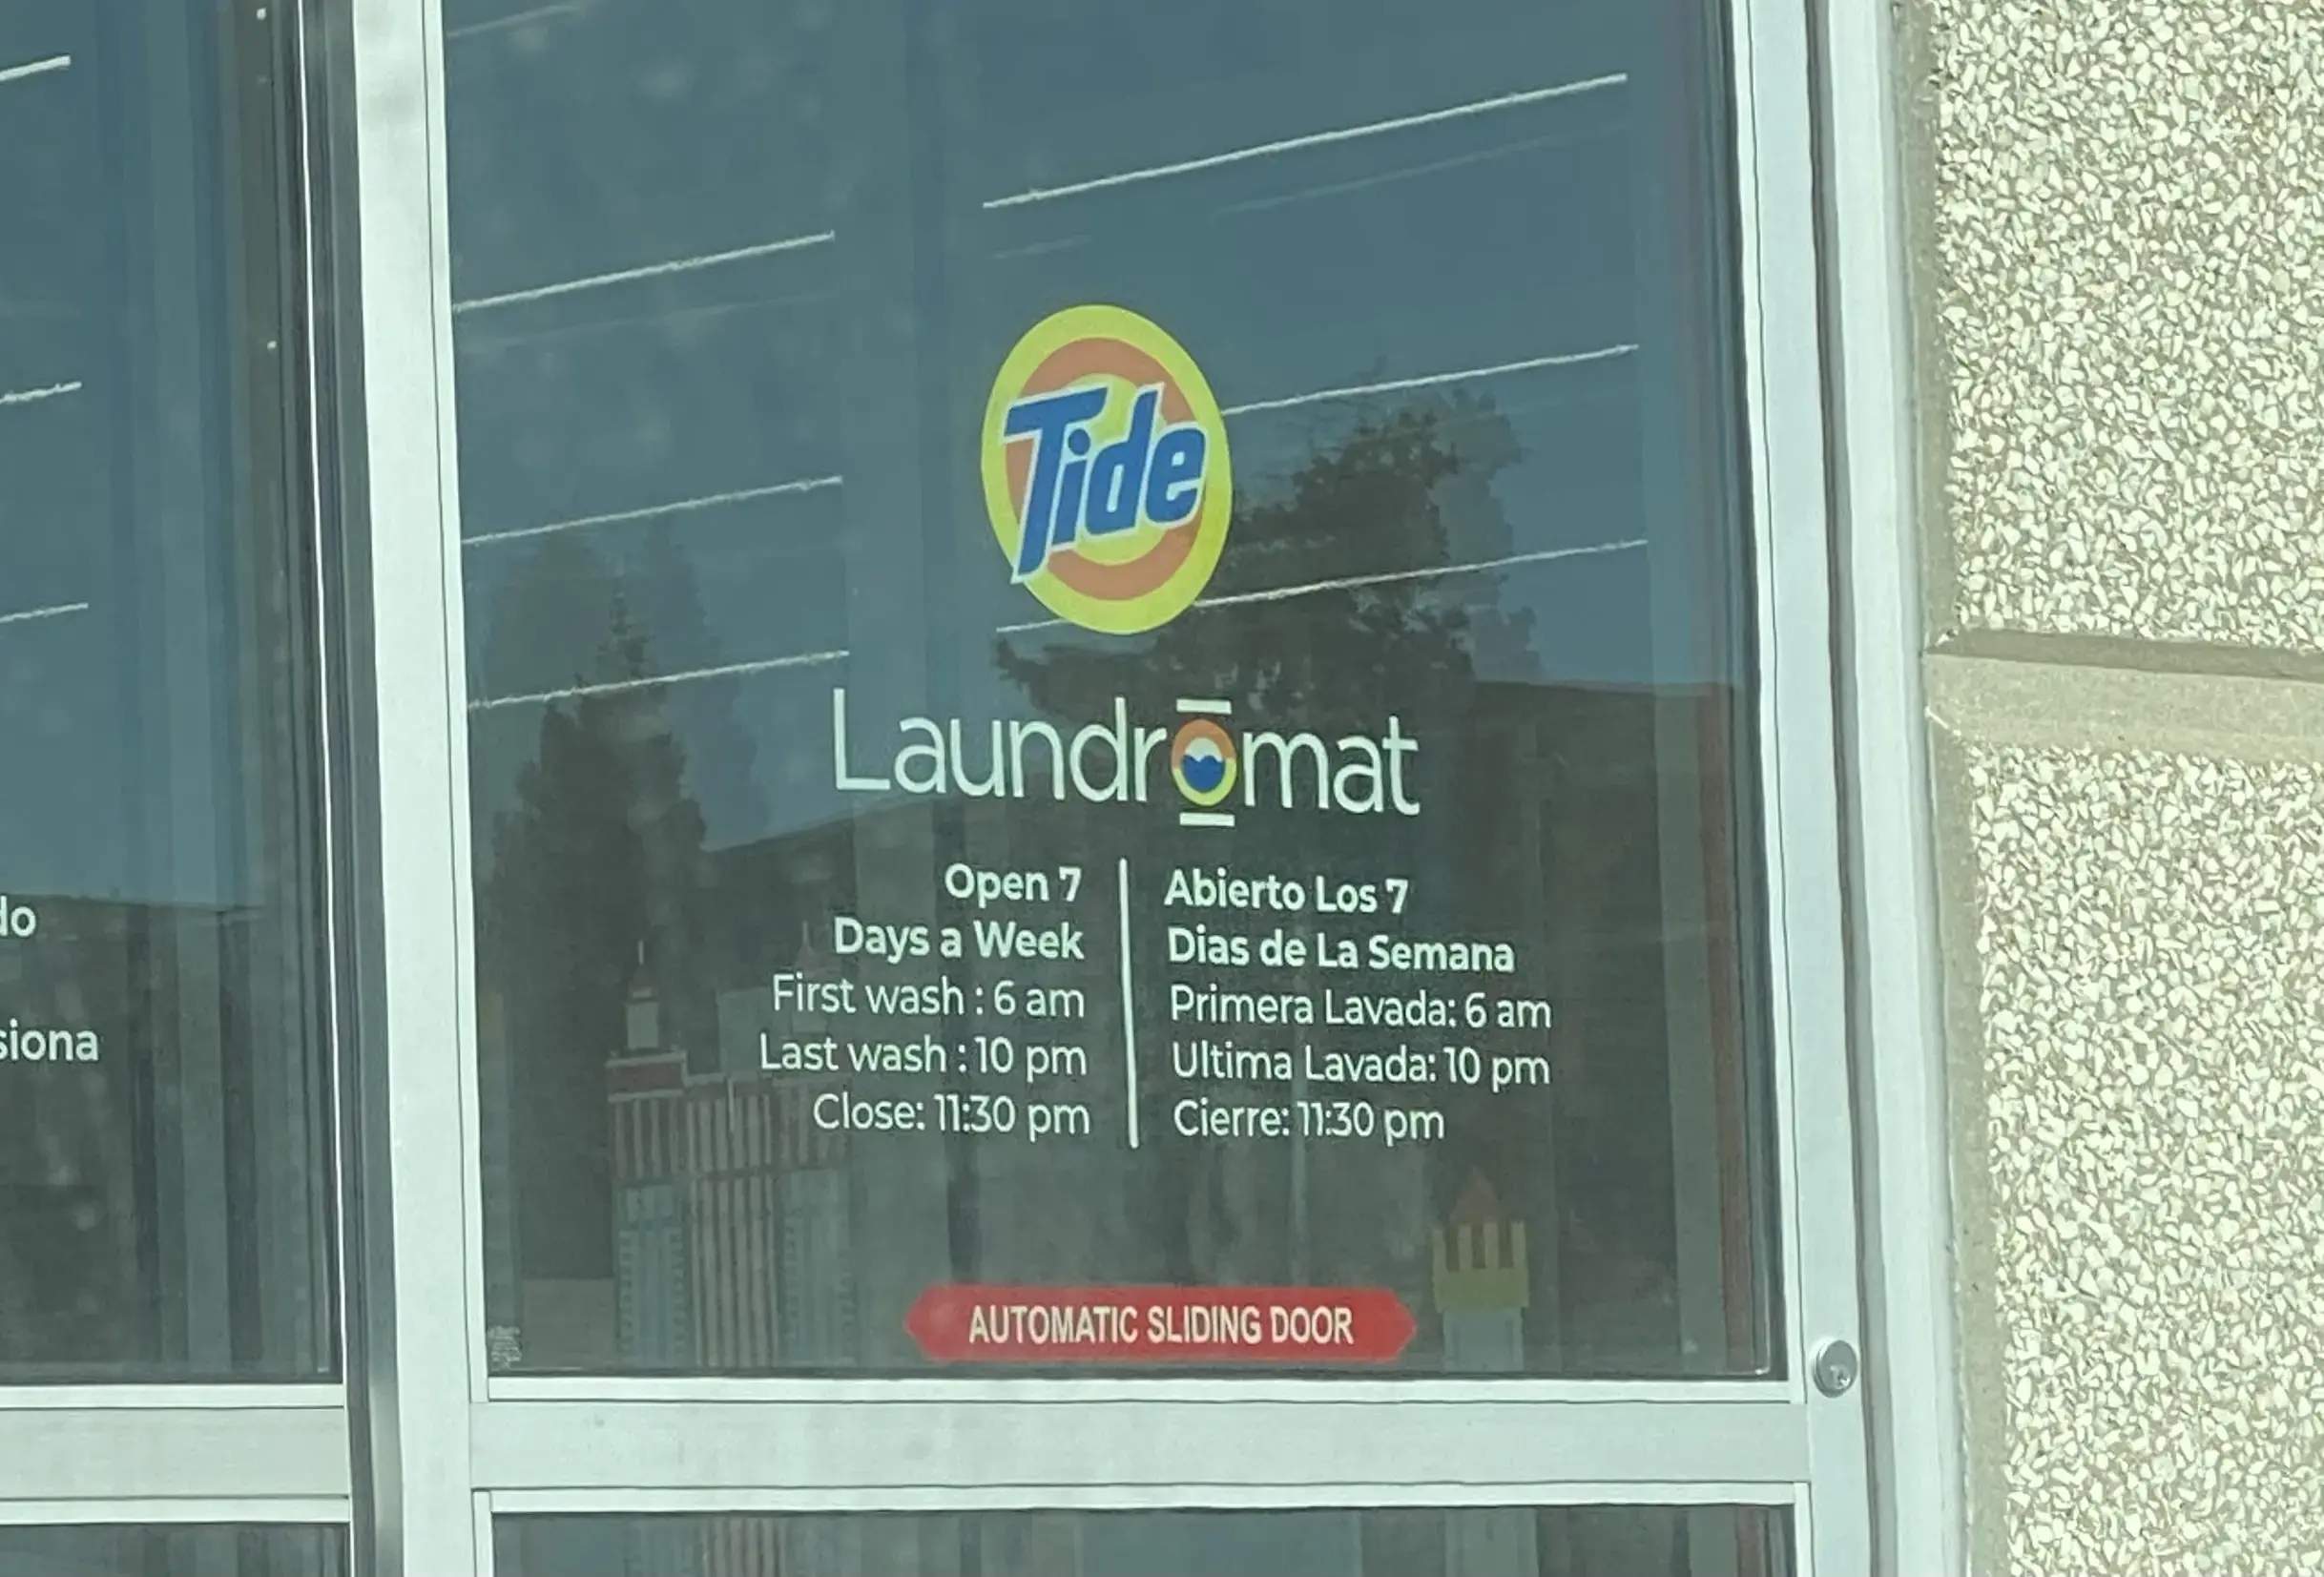 do
siona
Tide
Laundromat
Open 7
Days a Week
First wash : 6 am
Last wash : 10 pm
Close: 11:30 pm
Abierto Los 7
Dias de La Semana
Primera Lavada: 6 am
Ultima Lavada: 10 pm
Cierre: 11:30 pm
AUTOMATIC SLIDING DOOR